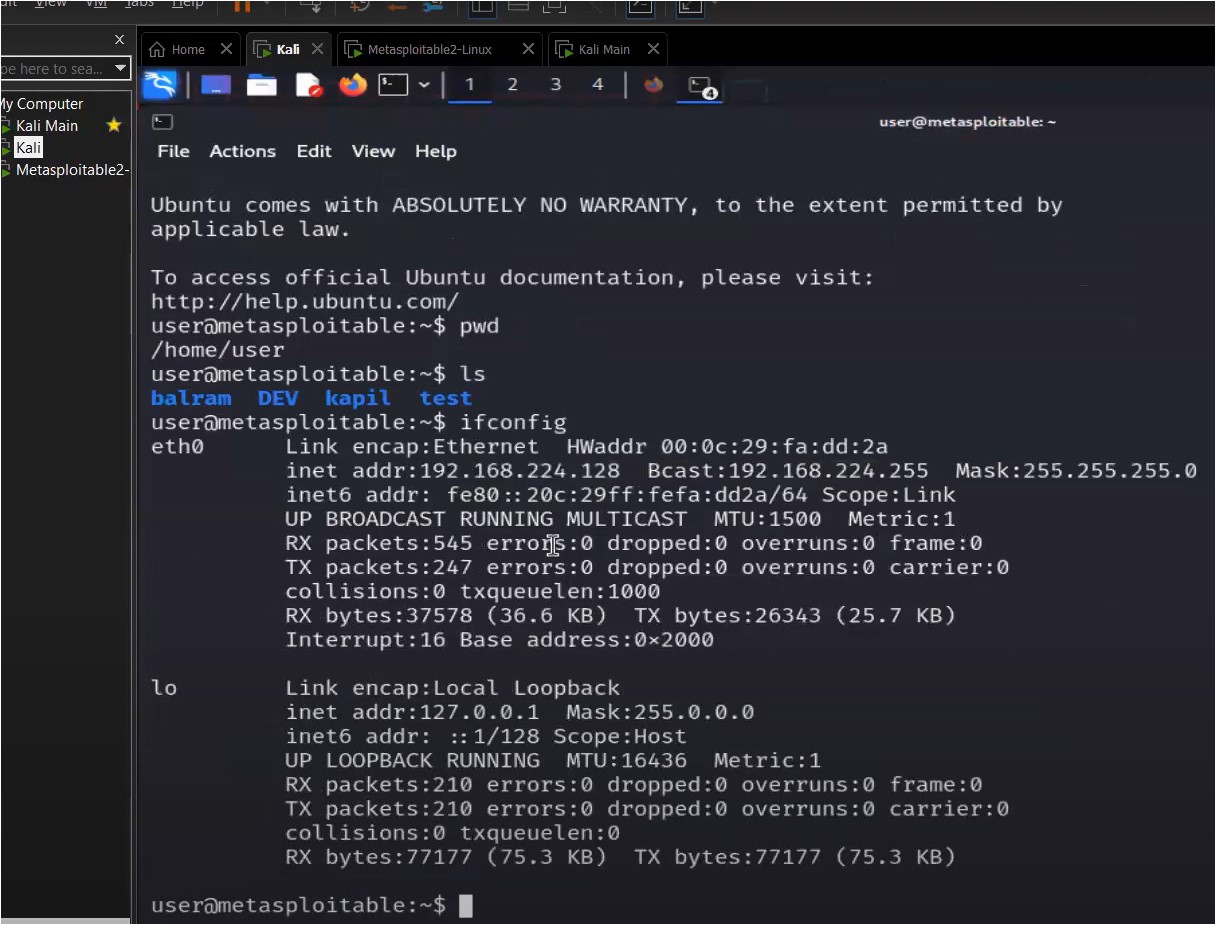 View VM Tabs Help
Home Kali Metasploitable2-Linux Kali Main
pe here to sea...
1 2 3 4 4
My Computer
Kali Main
Kali
Metasploitable2-
user@metasploitable: ~
File Actions Edit View Help
Ubuntu comes with ABSOLUTELY NO WARRANTY, to the extent permitted by
applicable law.
To access official Ubuntu documentation, please visit:
http://help.ubuntu.com/
user@metasploitable:~$ pwd
/home/user
user@metasploitable:~$ ls
balram DEV kapil test
user@metasploitable:~$ ifconfig
eth0 Link encap:Ethernet HWaddr 00:0c:29:fa:dd:2a
inet addr:192.168.224.128 Bcast:192.168.224.255 Mask:255.255.255.0
inet6 addr: fe80::20c:29ff:fefa:dd2a/64 Scope:Link
UP BROADCAST RUNNING MULTICAST MTU:1500 Metric:1
RX packets:545 errors:0 dropped:0 overruns:0 frame:0
TX packets:247 errors:0 dropped:0 overruns:0 carrier:0
collisions:0 txqueuelen:1000
RX bytes:37578 (36.6 KB) TX bytes:26343 (25.7 KB)
Interrupt:16 Base address:0×2000
lo Link encap:Local Loopback
inet addr:127.0.0.1 Mask:255.0.0.0
inet6 addr: ::1/128 Scope:Host
UP LOOPBACK RUNNING MTU:16436 Metric:1
RX packets:210 errors:0 dropped:0 overruns:0 frame:0
TX packets:210 errors:0 dropped:0 overruns:0 carrier:0
collisions:0 txqueuelen:0
RX bytes:77177 (75.3 KB) TX bytes:77177 (75.3 KB)
user@metasploitable:~$